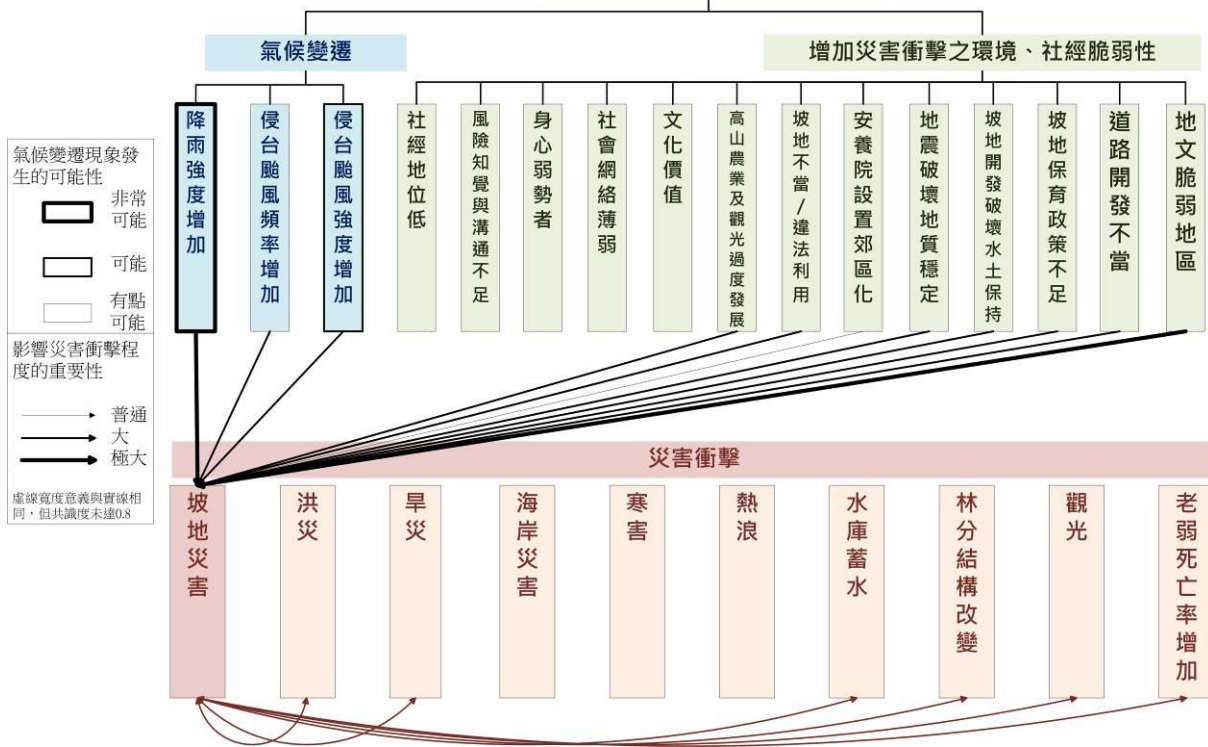 氣候變遷
增加災害衝擊之環境、社經脆弱性
降雨強度增加
侵台颱風頻率增加
侵台颱風強度增加
社經地位低
風險知覺與溝通不足
身心弱勢者
社會網絡薄弱
文化價值
高山農業及觀光過度發展
坡地不當/違法利用
安養院設置郊區化
地震破壞地質穩定
坡地開發破壞水土保持
坡地保育政策不足
道路開發不當
地文脆弱地區
氣候變遷現象發
生的可能性
非常
可能
可能
有點
可能
影響災害衝擊程
度的重要性
普通
大
極大
虛線寬度意義與實線相
同，但共識度未達0.8
災害衝擊
坡地災害
洪災
旱災
海岸災害
寒害
熱浪
水庫蓄水
林分結構改變
觀光
老弱死亡率增加